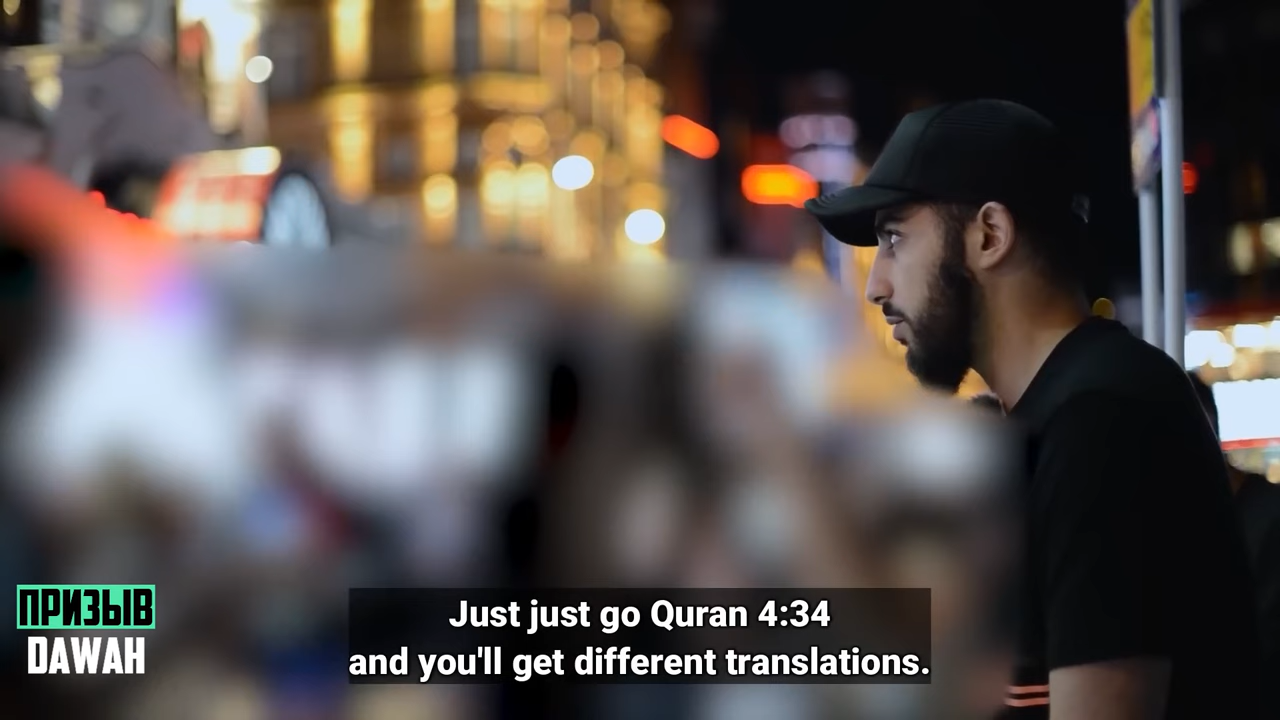 ПРИЗЫВ
DAWAH
Just just go Quran 4:34
and you'll get different translations.